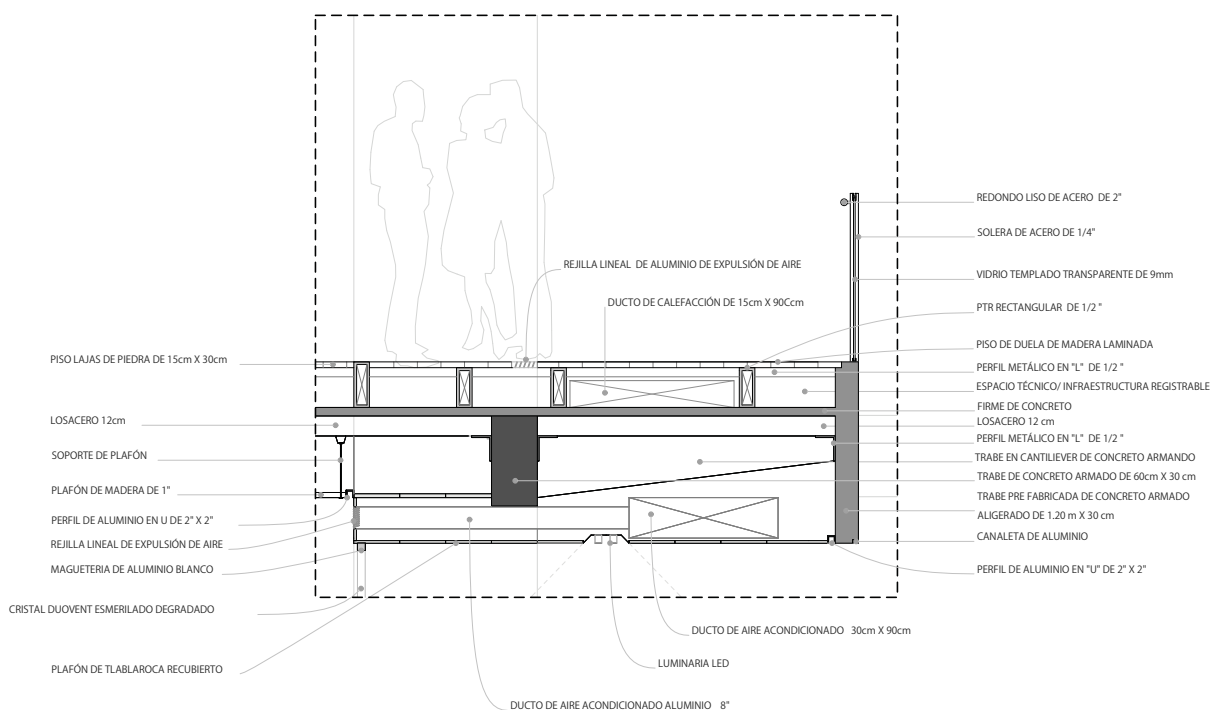 REDONDO LISO DE ACERO DE 2"
SOLERA DE ACERO DE 1/4"
REJILLA LINEAL DE ALUMINIO DE EXPULSIÓN DE AIRE
VIDRIO TEMPLADO TRANSPARENTE DE 9mm
DUCTO DE CALEFACCIÓN DE 15cm X 90Ccm
PTR RECTANGULAR DE 1/2 "
PISO DE DUELA DE MADERA LAMINADA
PISO LAJAS DE PIEDRA DE 15cm X 30cm
PERFIL METÁLICO EN "L" DE 1/2 "
ESPACIO TÉCNICO/ INFRAESTRUCTURA REGISTRABLE
FIRME DE CONCRETO
LOSACERO 12cm
LOSACERO 12 cm
PERFIL METÁLICO EN "L" DE 1/2 "
SOPORTE DE PLAFÓN
TRABE EN CANTILIEVER DE CONCRETO ARMANDO
TRABE DE CONCRETO ARMADO DE 60cm X 30 cm
PLAFÓN DE MADERA DE 1"
TRABE PRE FABRICADA DE CONCRETO ARMADO
ALIGERADO DE 1.20 m X 30 cm
PERFIL DE ALUMINIO EN U DE 2" X 2"
CANALETA DE ALUMINIO
REJILLA LINEAL DE EXPULSIÓN DE AIRE
MAGUETERIA DE ALUMINIO BLANCO
PERFIL DE ALUMINIO EN "U" DE 2" X 2"
CRISTAL DUOVENT ESMERILADO DEGRADADO
DUCTO DE AIRE ACONDICIONADO 30cm X 90cm
LUMINARIA LED
PLAFÓN DE TLABLAROCA RECUBIERTO
DUCTO DE AIRE ACONDICIONADO ALUMINIO 8"